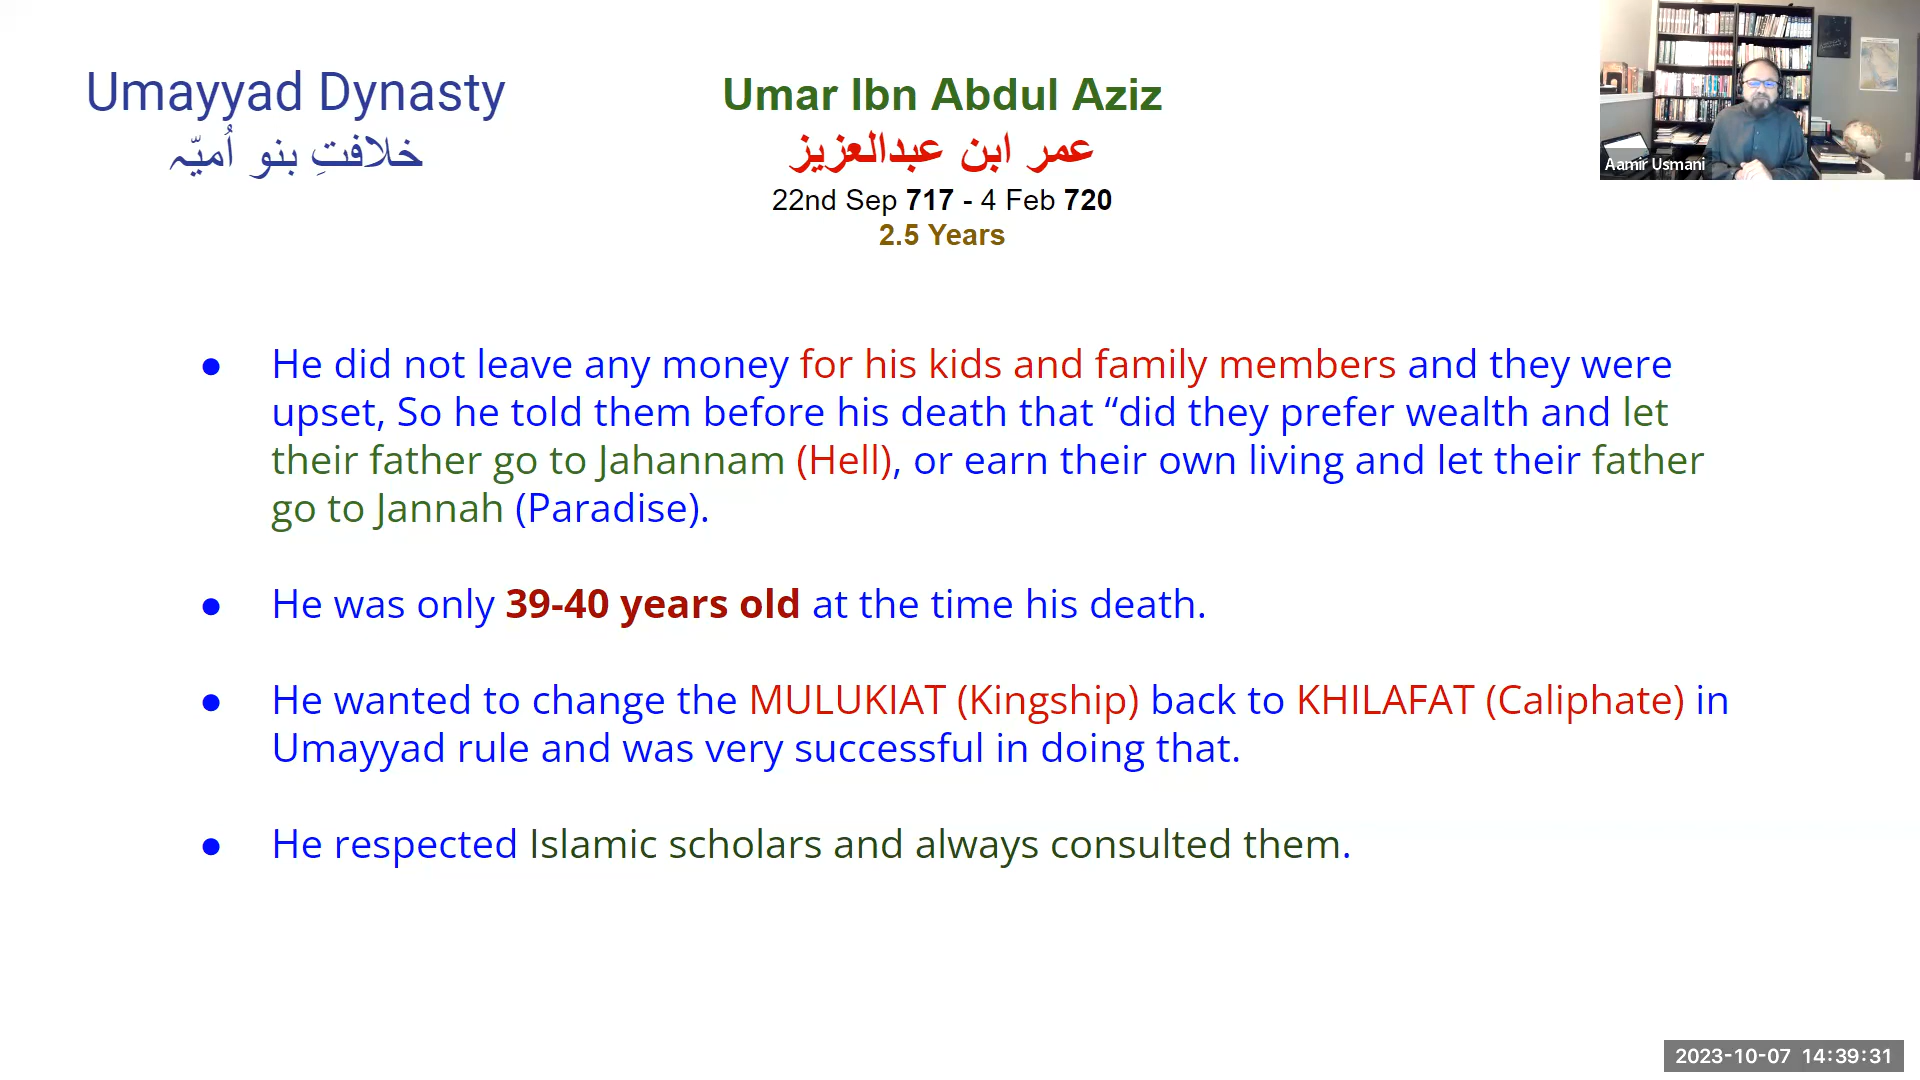 Umayyad Dynasty
خلافتِ بنو اُمیّہ
Umar Ibn Abdul Aziz
عمر ابن عبدالعزیز
22nd Sep 717 - 4 Feb 720
2.5 Years
Aamir Usmani
● He did not leave any money for his kids and family members and they were
upset, So he told them before his death that “did they prefer wealth and let
their father go to Jahannam (Hell), or earn their own living and let their father
go to Jannah (Paradise).
● He was only 39-40 years old at the time his death.
● He wanted to change the MULUKIAT (Kingship) back to KHILAFAT (Caliphate) in
Umayyad rule and was very successful in doing that.
● He respected Islamic scholars and always consulted them.
2023-10-07 14:39:31